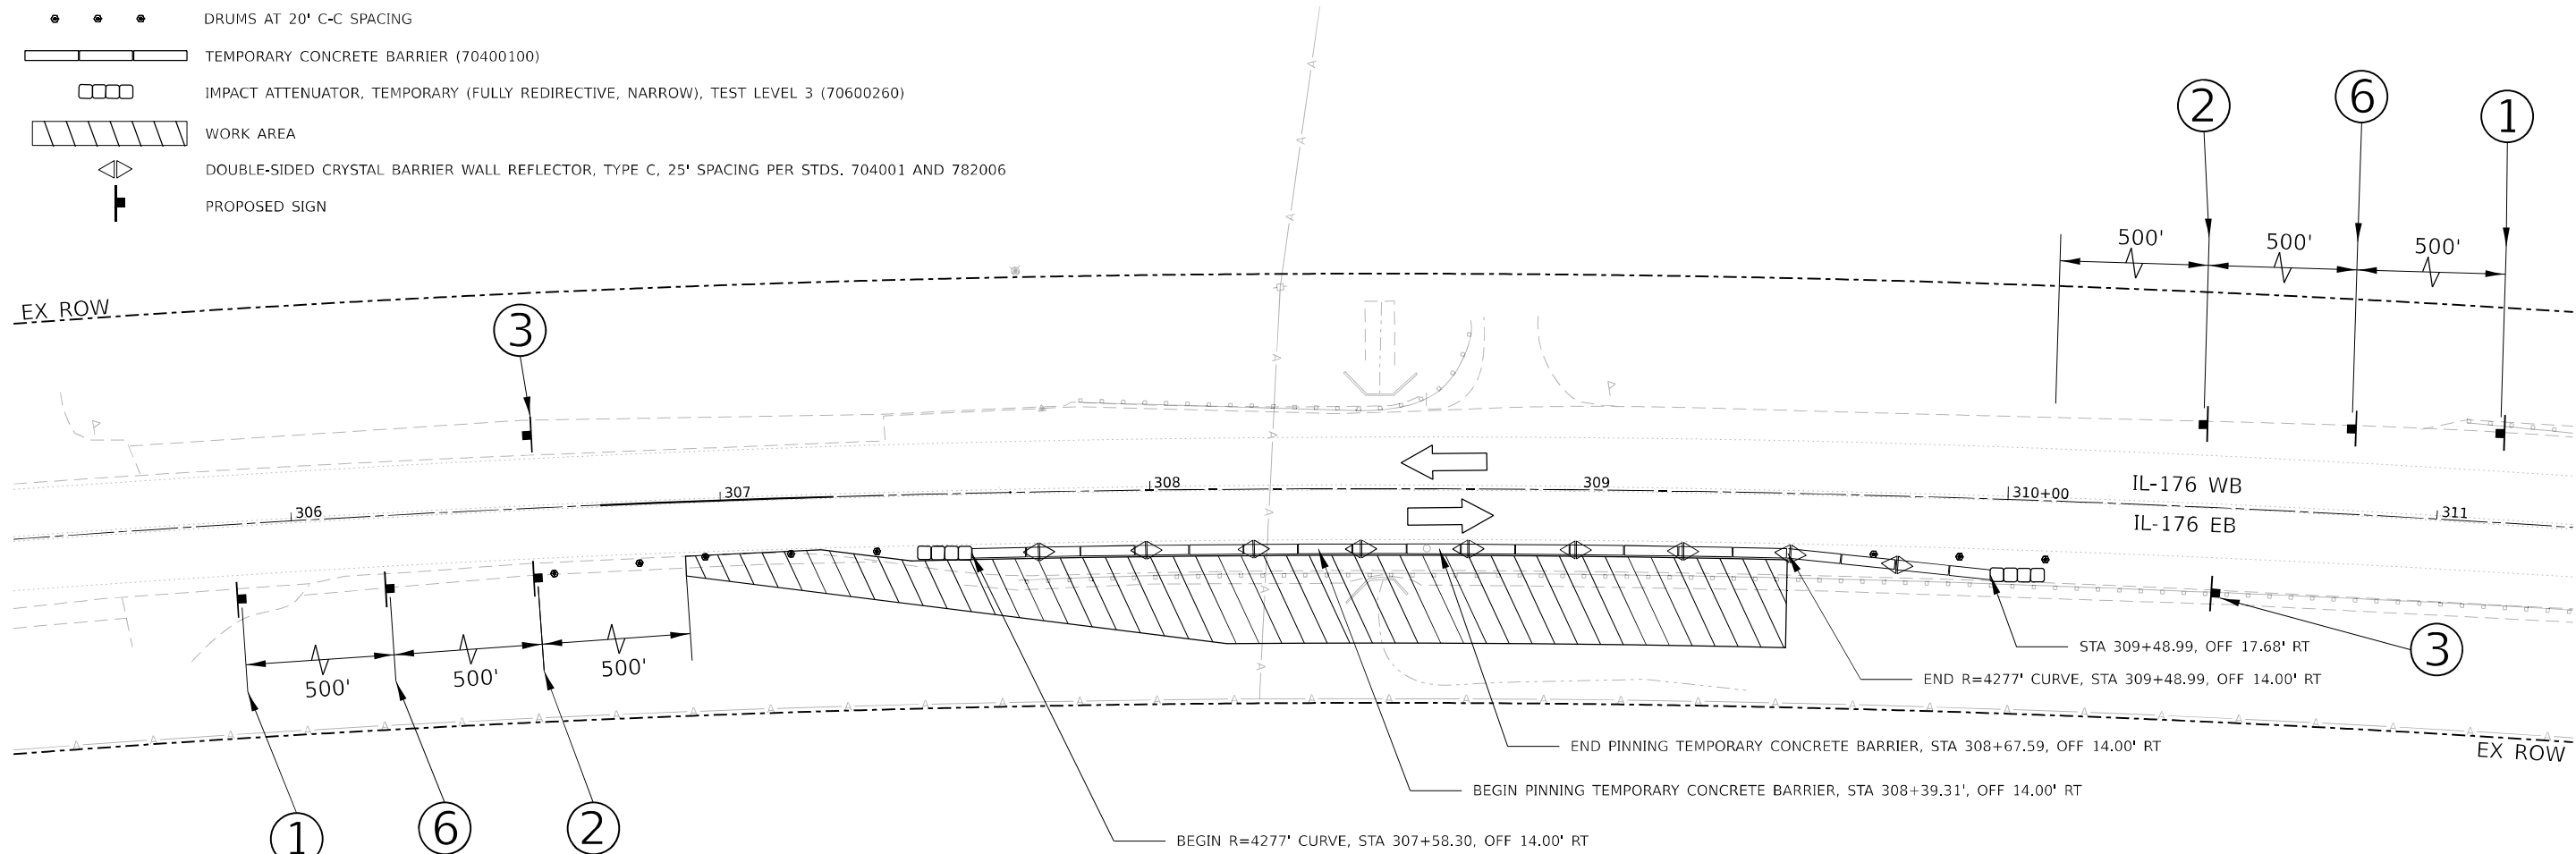 DRUMS AT 20' C-C SPACING
TEMPORARY CONCRETE BARRIER (70400100)
IMPACT ATTENUATOR, TEMPORARY (FULLY REDIRECTIVE, NARROW), TEST LEVEL 3 (70600260)
WORK AREA
DOUBLE-SIDED CRYSTAL BARRIER WALL REFLECTOR, TYPE C, 25' SPACING PER STDS. 704001 AND 782006
PROPOSED SIGN
2
6
1
500'
500'
500'
EX ROW
3
A
A
A
A
A
A
A
A
A
P
P
IL-176 WB
IL-176 EB
306
307
308
309
310+00
311
500'
500'
500'
3
STA 309+48.99, OFF 17.68' RT
END R=4277' CURVE, STA 309+48.99, OFF 14.00' RT
END PINNING TEMPORARY CONCRETE BARRIER, STA 308+67.59, OFF 14.00' RT
EX ROW
BEGIN PINNING TEMPORARY CONCRETE BARRIER, STA 308+39.31', OFF 14.00' RT
BEGIN R=4277' CURVE, STA 307+58.30, OFF 14.00' RT
1
6
2